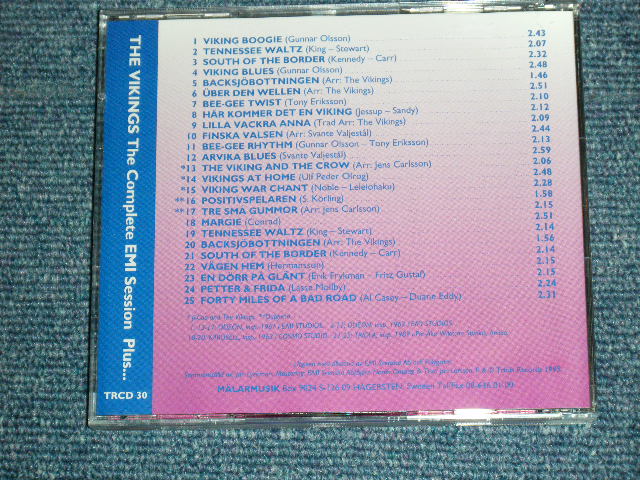 THE VIKINGS The Complete EMI Session Plus...
TRCD 30
1 VIKING BOOGIE (Gunnar Olsson) 2.43
2 TENNESSEE WALTZ (King – Stewart) 2.07
3 SOUTH OF THE BORDER (Kennedy – Carr) 2.32
4 VIKING BLUES (Gunnar Olsson) 2.48
5 BACKSJÖBOTTNINGEN (Arr: The Vikings) 1.46
6 ÜBER DEN WELLEN (Arr: The Vikings) 2.51
7 BEE-GEE TWIST (Tony Eriksson) 2.10
8 HÄR KOMMER DET EN VIKING (Jessup – Sandy) 2.12
9 LILLA VACKRA ANNA (Trad Arr: The Vikings) 2.09
10 FINSKA VALSEN (Arr: Svante Valjestål) 2.44
11 BEE-GEE RHYTHM (Gunnar Olsson – Tony Eriksson) 2.13
12 ARVIKA BLUES (Svante Valjestål) 2.59
*13 THE VIKING AND THE CROW (Arr: Jens Carlsson) 2.06
*14 VIKINGS AT HOME (Ulf Peder Olrog) 2.48
*15 VIKING WAR CHANT (Noble – Leleiohaku) 2.28
**16 POSITIVSPELAREN (S. Körling) 1.58
**17 TRE SMA GUMMOR (Arr: Jens Carlsson) 2.15
18 MARGIE (Conrad) 2.51
19 TENNESSEE WALTZ (King – Stewart) 2.14
20 BACKSJÖBOTTNINGEN (Arr: The Vikings) 1.56
21 SOUTH OF THE BORDER (Kennedy – Carr) 2.14
22 VÄGEN HEM (Hermansson) 2.15
23 EN DÖRR PÅ GLÄNT (Erik Frykman – Fritz Gustaf) 2.15
24 PETTER & FRIDA (Lasse Mollby) 2.24
25 FORTY MILES OF A BAD ROAD (Al Casey – Duane Eddy) 2.31
MÄLARMUSIK Box 9024 S-126 09 HÄGERSTEN, Sweden Tel/Fax 08-646 01 00